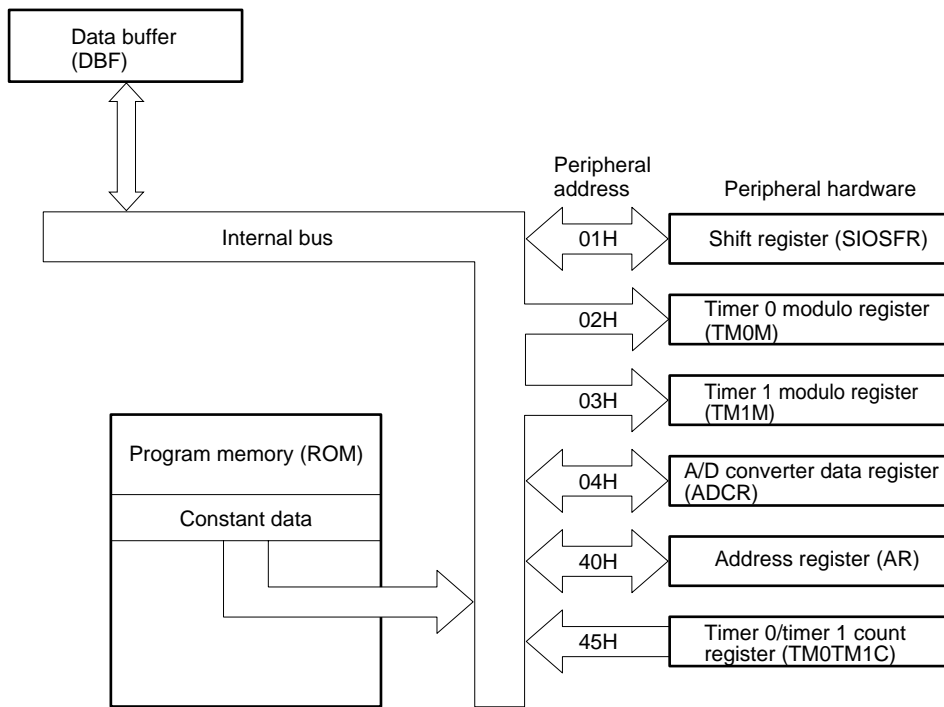 Data buffer
(DBF)
Peripheral
address
Peripheral hardware
Internal bus
01H
Shift register (SIOSFR)
02H
Timer 0 modulo register
(TM0M)
03H
Timer 1 modulo register
(TM1M)
Program memory (ROM)
Constant data
04H
A/D converter data register
(ADCR)
40H
Address register (AR)
45H
Timer 0/timer 1 count
register (TM0TM1C)